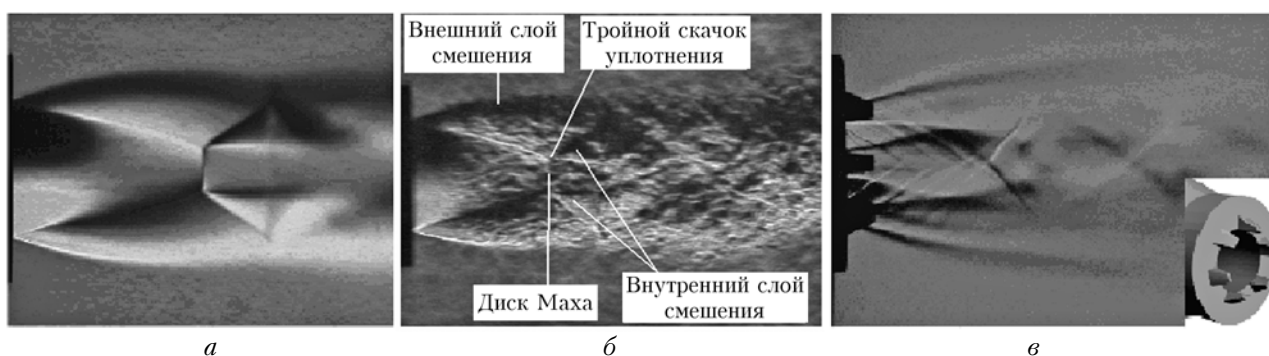 Внешний слой
смешения
Тройной скачок
уплотнения
Диск Маха
Внутренний слой
смешения
а
б
в